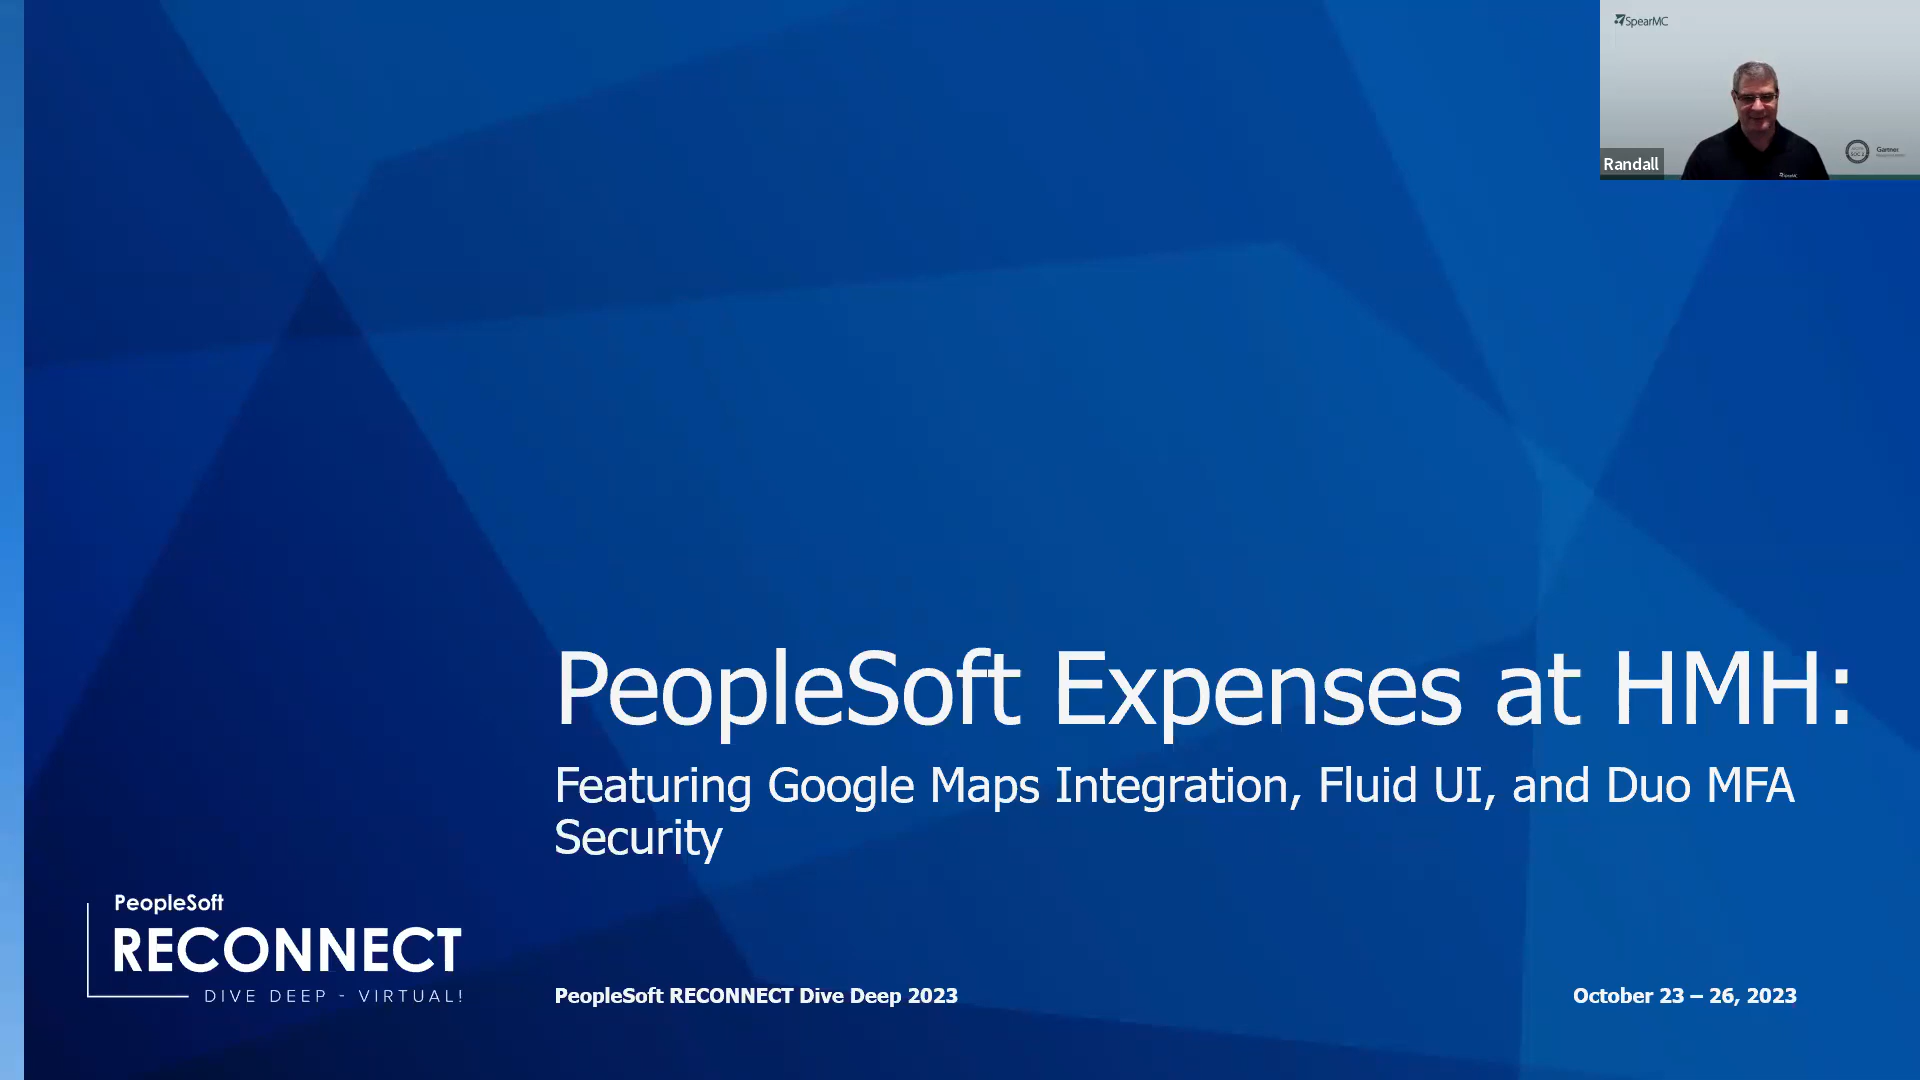 SpearMC
Gartner
Randall
PeopleSoft Expenses at HMH:
Featuring Google Maps Integration, Fluid UI, and Duo MFA
Security
PeopleSoft
RECONNECT
DIVE DEEP - VIRTUAL!
PeopleSoft RECONNECT Dive Deep 2023
October 23 – 26, 2023